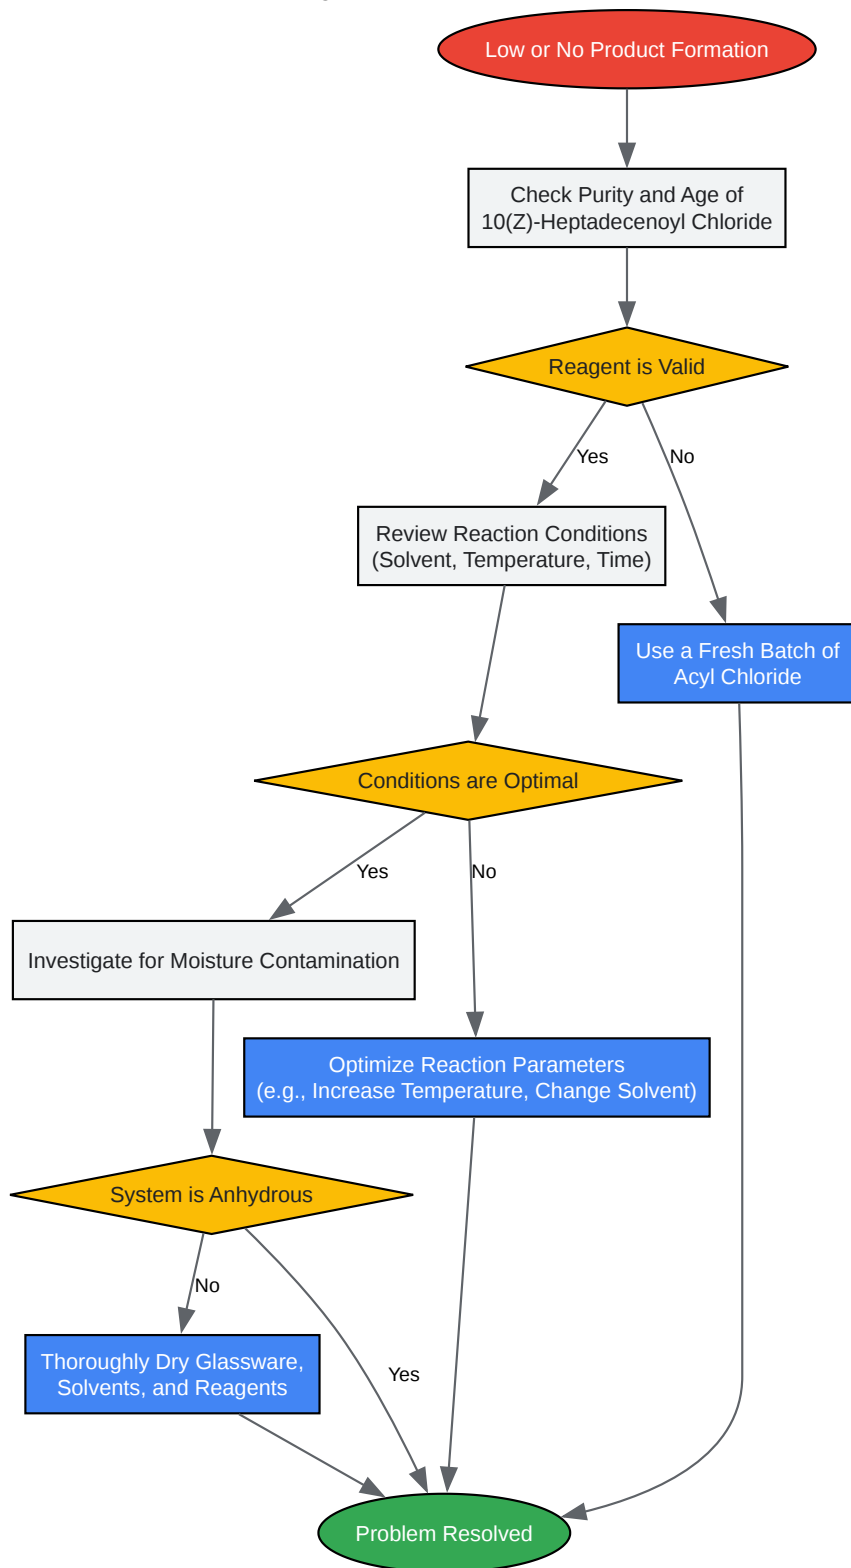 Low or No Product Formation
Check Purity and Age of
10(Z)-Heptadecenoyl Chloride
Reagent is Valid
Yes
No
Review Reaction Conditions
(Solvent, Temperature, Time)
Use a Fresh Batch of
Acyl Chloride
Conditions are Optimal
Yes
No
Investigate for Moisture Contamination
Optimize Reaction Parameters
(e.g., Increase Temperature, Change Solvent)
System is Anhydrous
No
Thoroughly Dry Glassware,
Solvents, and Reagents
Yes
Problem Resolved